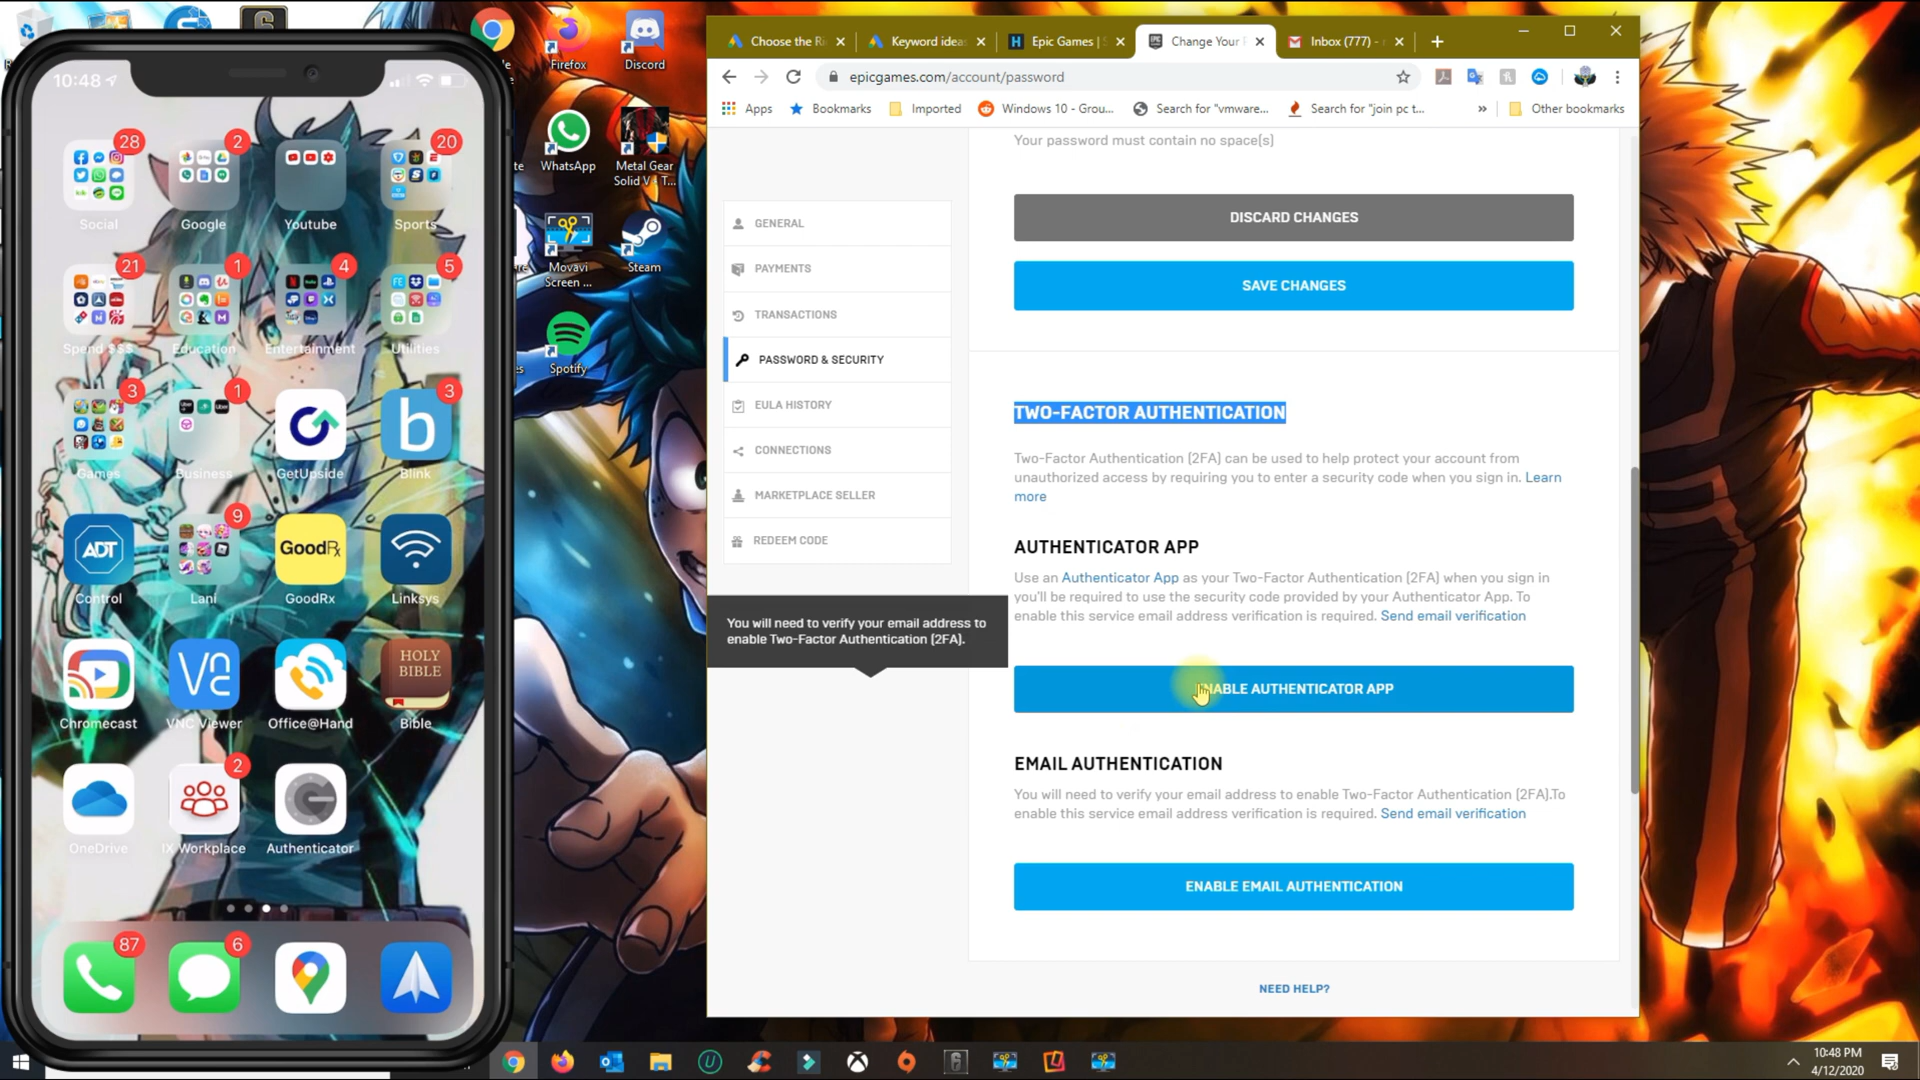 10:48
28
2
20
Social
Google
Youtube
Sports
21
1
4
5
Spend $$$
Education
Entertainment
Utilities
3
1
3
b
Games
Business
GetUpside
Blink
9
ADT
GoodRx
Control
Lani
GoodRx
Linksys
HOLY
BIBLE
Chromecast
VNC Viewer
Office@Hand
Bible
2
OneDrive
IX Workplace
Authenticator
87
6
Firefox
Discord
WhatsApp
Metal Gear
Solid V - T...
Movavi
Screen ...
Steam
Spotify
Choose the R
Keyword idea
Epic Games | S
Change Your
Inbox (777) -
epicgames.com/account/password
Apps
Bookmarks
Imported
Windows 10 - Grou...
Search for "vmware...
Search for "join pc t...
»
Other bookmarks
Your password must contain no space(s)
DISCARD CHANGES
SAVE CHANGES
GENERAL
PAYMENTS
TRANSACTIONS
PASSWORD & SECURITY
EULA HISTORY
CONNECTIONS
MARKETPLACE SELLER
REDEEM CODE
TWO-FACTOR AUTHENTICATION
Two-Factor Authentication (2FA) can be used to help protect your account from
unauthorized access by requiring you to enter a security code when you sign in. Learn
more
AUTHENTICATOR APP
Use an Authenticator App as your Two-Factor Authentication (2FA) when you sign in
you'll be required to use the security code provided by your Authenticator App. To
enable this service email address verification is required. Send email verification
You will need to verify your email address to
enable Two-Factor Authentication (2FA).
ENABLE AUTHENTICATOR APP
EMAIL AUTHENTICATION
You will need to verify your email address to enable Two-Factor Authentication (2FA).To
enable this service email address verification is required. Send email verification
ENABLE EMAIL AUTHENTICATION
NEED HELP?
10:48 PM
4/12/2020